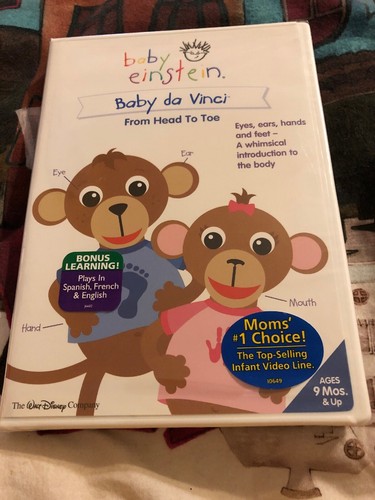 baby
einstein.
Baby da Vinci™
From Head To Toe
Eyes, ears, hands
and feet –
A whimsical
introduction to
the body
Ear
Eye
BONUS
LEARNING!
Plays In
Spanish, French
& English
Mouth
Hand
Moms'
#1 Choice!
The Top-Selling
Infant Video Line.
10649
AGES
9 Mos.
& Up
The Walt Disney Company